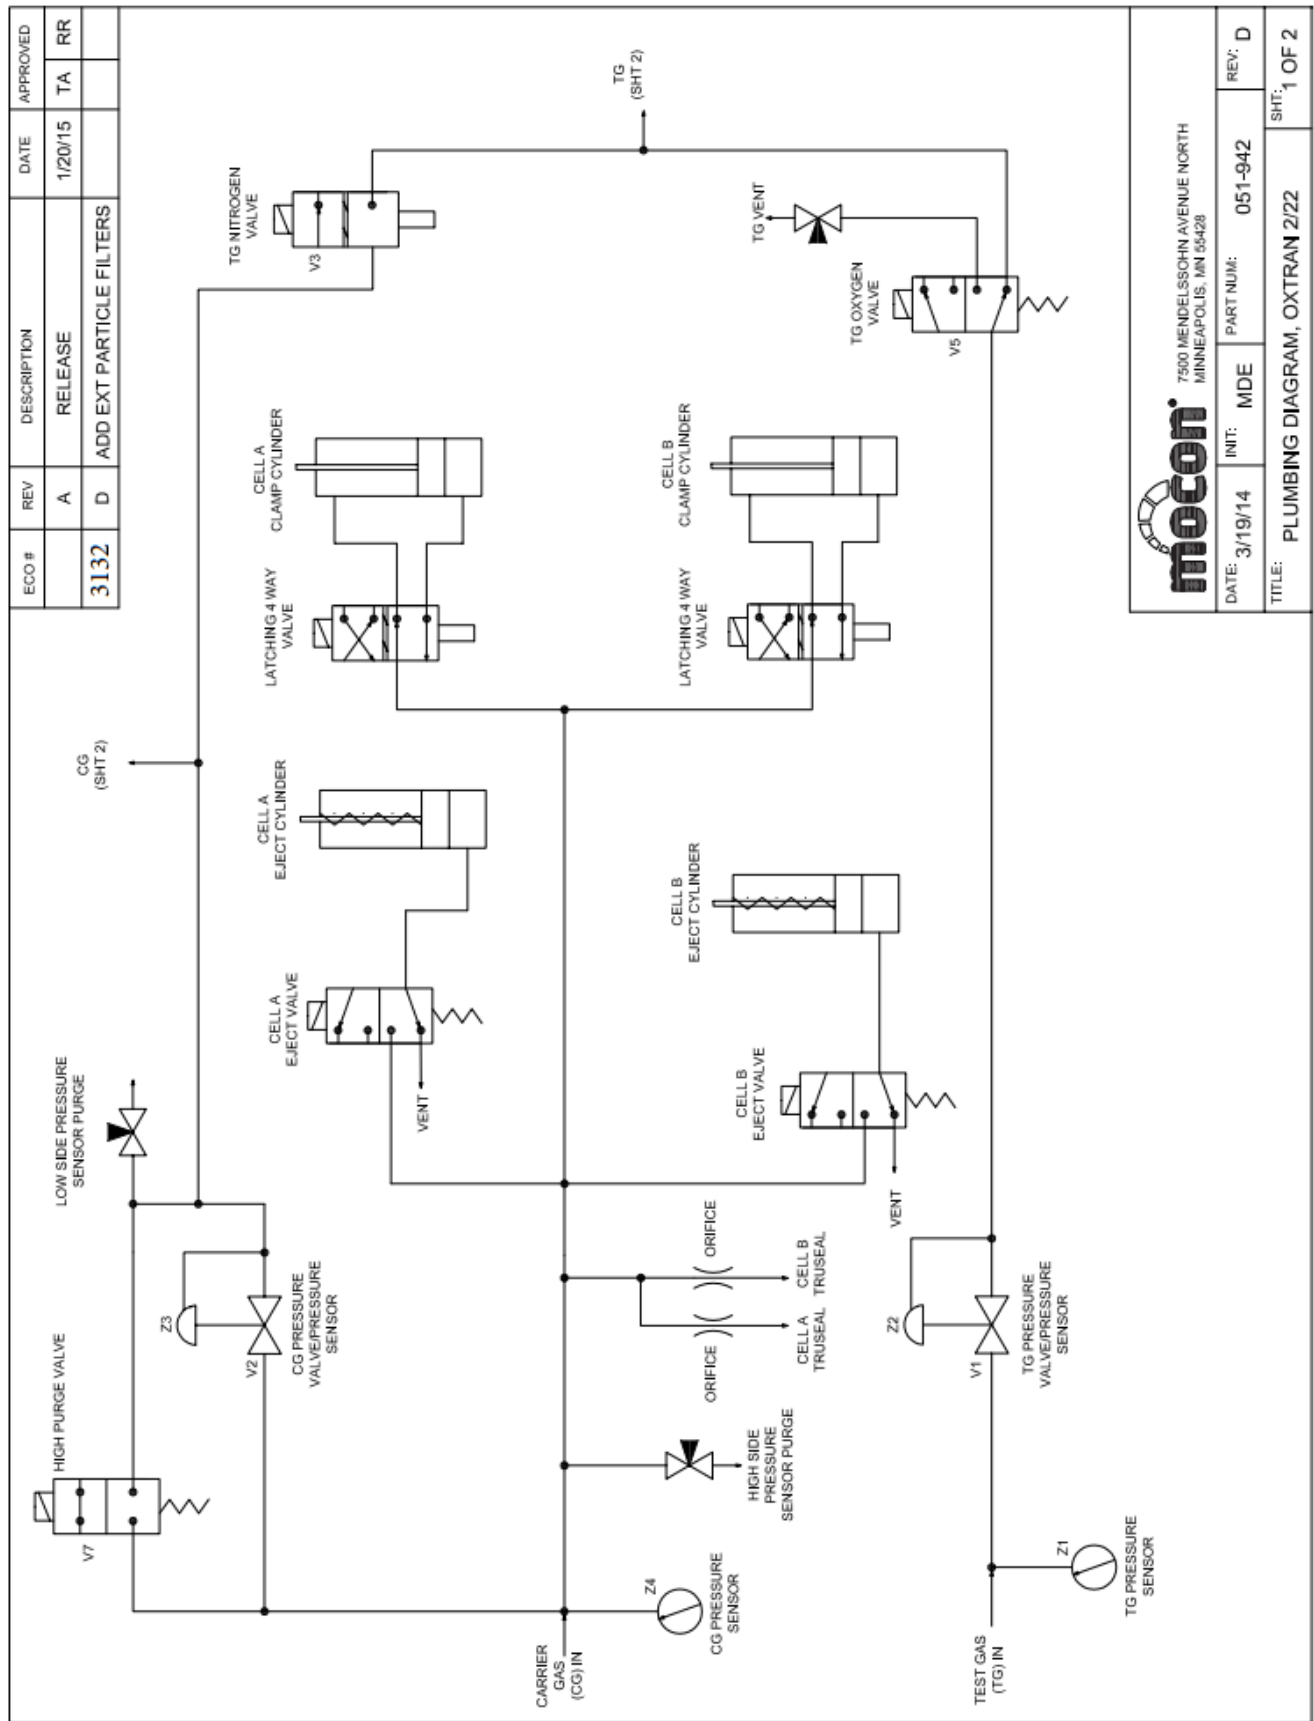 ECO # REV DESCRIPTION DATE APPROVED
A RELEASE 1/20/15 TA RR
3132 D ADD EXT PARTICLE FILTERS
HIGH PURGE VALVE
V7
LOW SIDE PRESSURE
SENSOR PURGE
Z3
V2
CG PRESSURE
VALVE/PRESSURE
SENSOR
CG
(SHT 2)
TG NITROGEN
VALVE
V3
TG
(SHT 2)
CELL A
EJECT VALVE
VENT
CELL A
EJECT CYLINDER
LATCHING 4 WAY
VALVE
CELL A
CLAMP CYLINDER
CARRIER
GAS
(CG) IN
Z4
CG PRESSURE
SENSOR
HIGH SIDE
PRESSURE
SENSOR PURGE
ORIFICE
ORIFICE
CELL A
TRUSEAL
CELL B
TRUSEAL
CELL B
EJECT VALVE
VENT
CELL B
EJECT CYLINDER
LATCHING 4 WAY
VALVE
CELL B
CLAMP CYLINDER
TG VENT
TG OXYGEN
VALVE
V5
TEST GAS
(TG) IN
Z1
TG PRESSURE
SENSOR
Z2
V1
TG PRESSURE
VALVE/PRESSURE
SENSOR
mocon®
7500 MENDELSSOHN AVENUE NORTH
MINNEAPOLIS, MN 55428
DATE: 3/19/14 INIT: MDE PART NUM: 051-942 REV: D
TITLE: PLUMBING DIAGRAM, OXTRAN 2/22 SHT: 1 OF 2